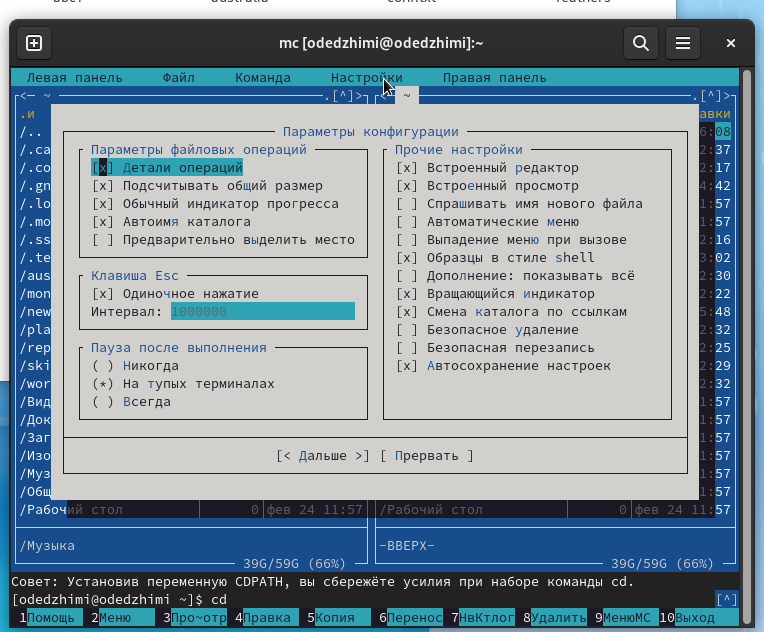 mc [odedzhimi@odedzhimi]:~
Левая панель Файл Команда Настройки Правая панель
<— ~ .[^]> <— ~ .[^]>
.и авки
/.. 6:08
/.ca 2:37
/.co 2:17
/.gn 4:42
/.lo 1:57
/.mo 1:57
/.ss 2:16
/.te 3:02
/aus 2:30
/mon 2:22
/new 5:48
/pla 2:32
/rep 2:25
/ski 2:29
/wor 2:32
/Вид 1:57
/Док 1:57
/Заг 1:57
/Изо 1:57
/Муз 1:57
/Общ 1:57
Параметры конфигурации
Параметры файловых операций
[x] Детали операций
[x] Подсчитывать общий размер
[x] Обычный индикатор прогресса
[x] Автоимя каталога
[ ] Предварительно выделить место
Клавиша Esc
[x] Одиночное нажатие
Интервал: 1000000
Пауза после выполнения
( ) Никогда
(*) На тупых терминалах
( ) Всегда
Прочие настройки
[x] Встроенный редактор
[x] Встроенный просмотр
[ ] Спрашивать имя нового файла
[ ] Автоматические меню
[ ] Выпадение меню при вызове
[x] Образцы в стиле shell
[ ] Дополнение: показывать всё
[x] Вращающийся индикатор
[x] Смена каталога по ссылкам
[ ] Безопасное удаление
[ ] Безопасная перезапись
[x] Автосохранение настроек
[< Дальше >] [ Прервать ]
/Рабочий стол 0 фев 24 11:57 /Рабочий стол 0 фев 24 11:57
/Музыка -ВВЕРХ-
39G/59G (66%) 39G/59G (66%)
Совет: Установив переменную CDPATH, вы сбережёте усилия при наборе команды cd.
[odedzhimi@odedzhimi ~]$ cd [^]
1Помощь 2Меню 3Про~отр 4Правка 5Копия 6Перенос 7НвКтлог 8Удалить 9МенюMC 10Выход